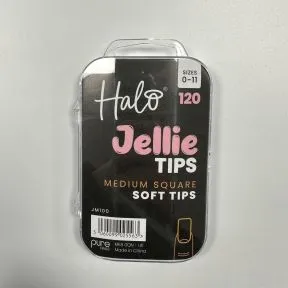 SIZES
0-11
Halo
120
Jellie
TIPS
MEDIUM SQUARE
SOFT TIPS
JM100
pure
Made in China